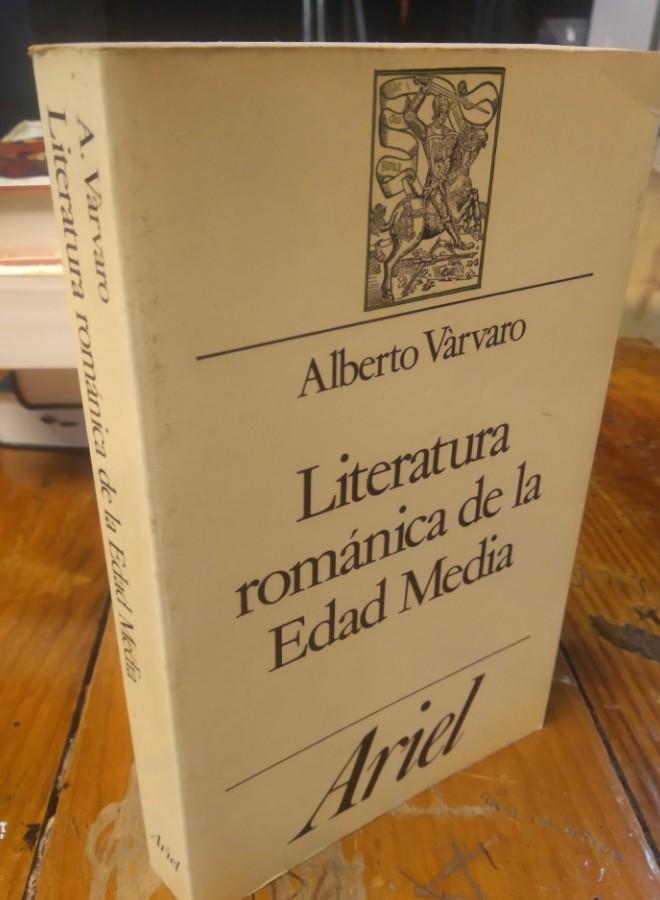 A. Vàrvaro
Literatura románica de la Edad Media
Ariel
Alberto Vàrvaro
Literatura
románica de la
Edad Media
Ariel